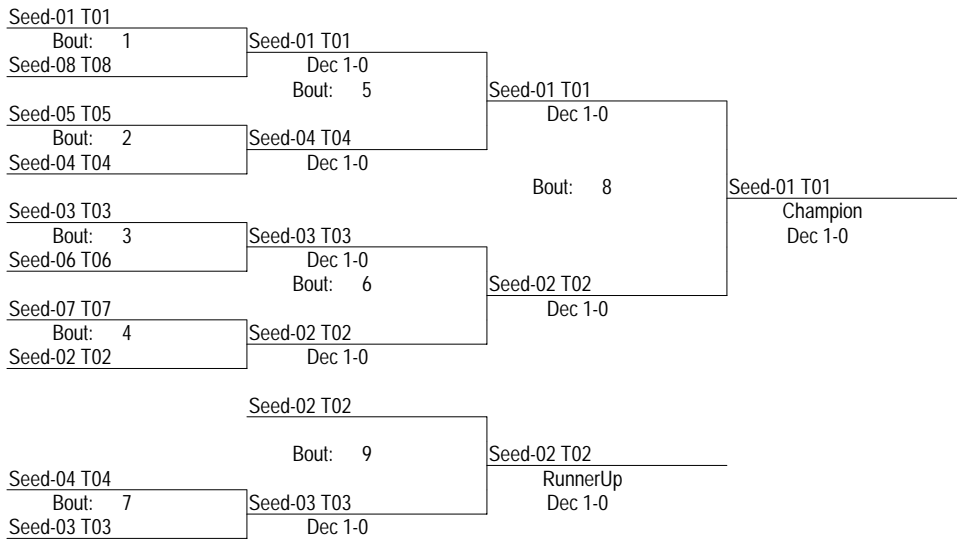 Seed-01 T01
Bout: 1
Seed-08 T08
Seed-01 T01
Dec 1-0
Bout: 5
Seed-05 T05
Bout: 2
Seed-04 T04
Seed-04 T04
Dec 1-0
Seed-01 T01
Dec 1-0
Bout: 8
Seed-03 T03
Bout: 3
Seed-06 T06
Seed-03 T03
Dec 1-0
Bout: 6
Seed-07 T07
Bout: 4
Seed-02 T02
Seed-02 T02
Dec 1-0
Seed-02 T02
Dec 1-0
Seed-01 T01
Champion
Dec 1-0
Seed-02 T02
Bout: 9
Seed-04 T04
Bout: 7
Seed-03 T03
Seed-03 T03
Dec 1-0
Seed-02 T02
RunnerUp
Dec 1-0